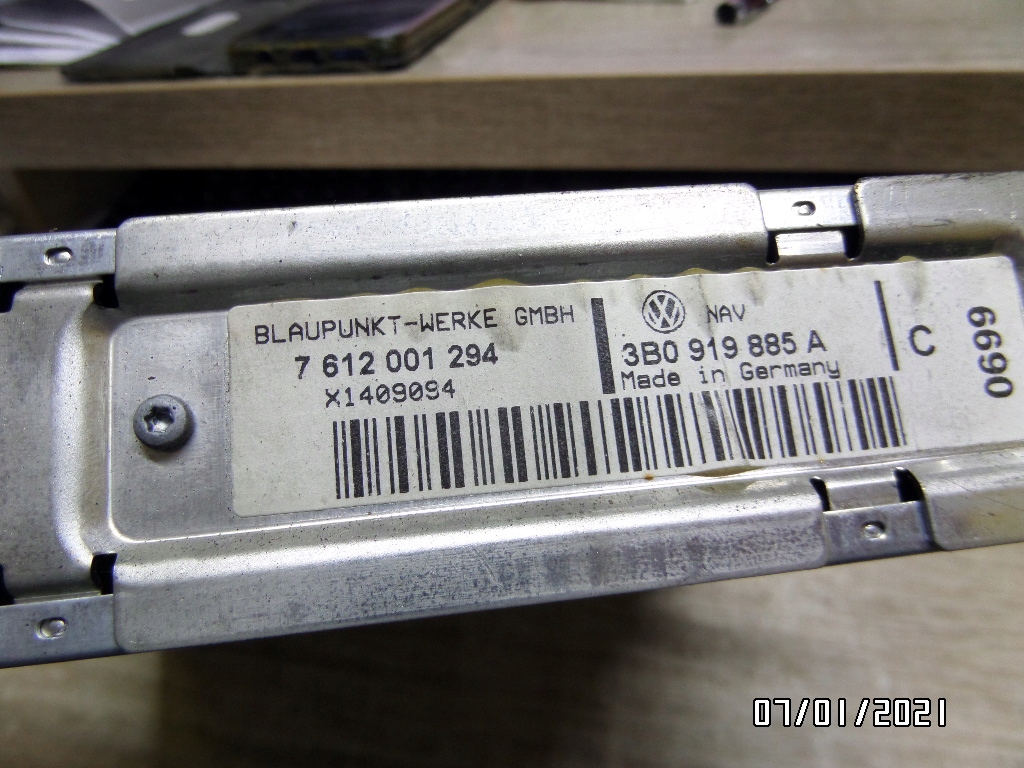 BLAUPUNKT-WERKE GMBH
7 612 001 294
X1409094
NAV
3B0 919 885 A
Made in Germany
C
0699
07/01/2021